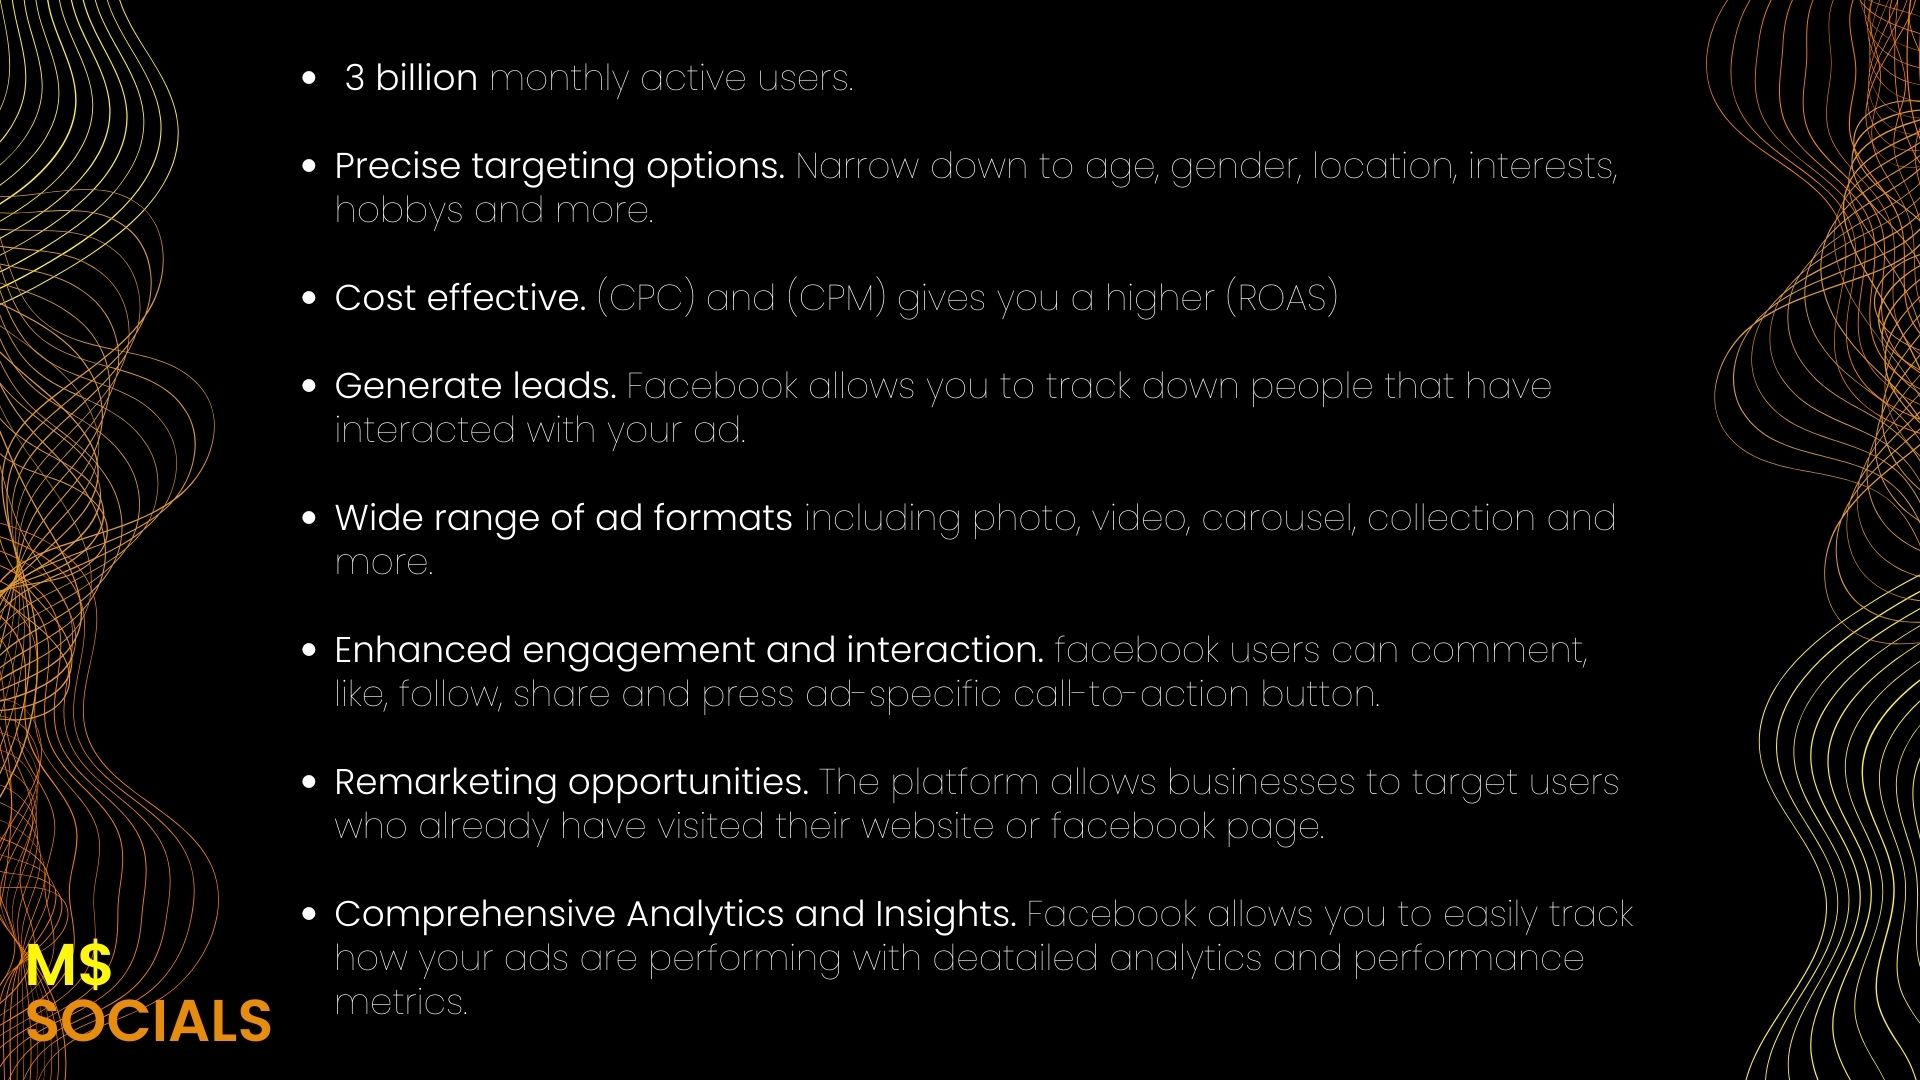 • 3 billion monthly active users.
• Precise targeting options. Narrow down to age, gender, location, interests,
hobbys and more.
• Cost effective. (CPC) and (CPM) gives you a higher (ROAS)
• Generate leads. Facebook allows you to track down people that have
interacted with your ad.
• Wide range of ad formats including photo, video, carousel, collection and
more.
• Enhanced engagement and interaction. facebook users can comment,
like, follow, share and press ad-specific call-to-action button.
• Remarketing opportunities. The platform allows businesses to target users
who already have visited their website or facebook page.
• Comprehensive Analytics and Insights. Facebook allows you to easily track
how your ads are performing with deatailed analytics and performance
metrics.
M$
SOCIALS